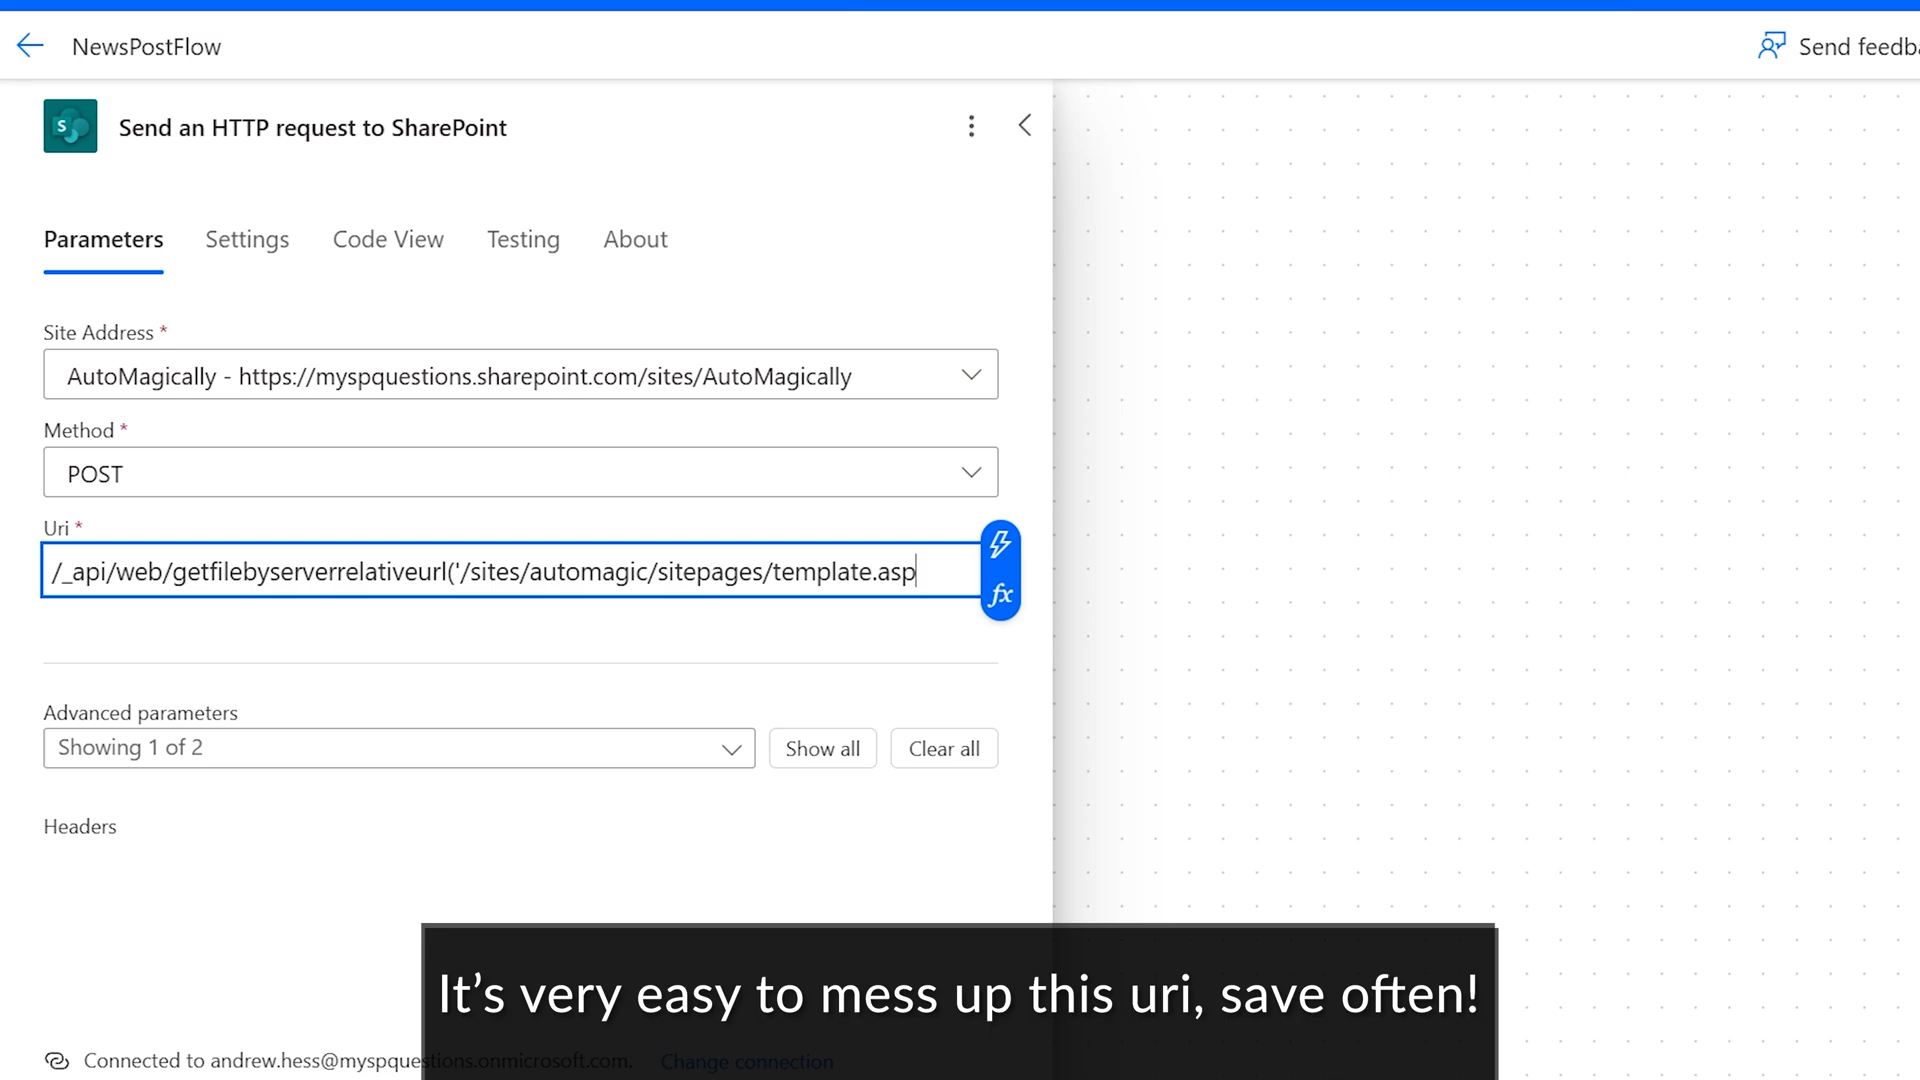 NewsPostFlow
Send feedba
S
Send an HTTP request to SharePoint
Parameters Settings Code View Testing About
Site Address *
AutoMagically - https://myspquestions.sharepoint.com/sites/AutoMagically
Method *
POST
Uri *
/_api/web/getfilebyserverrelativeurl('/sites/automagic/sitepages/template.asp
fx
Advanced parameters
Showing 1 of 2
Show all
Clear all
Headers
It's very easy to mess up this uri, save often!
Connected to andrew.hess@myspquestions.onmicrosoft.com. Change connection